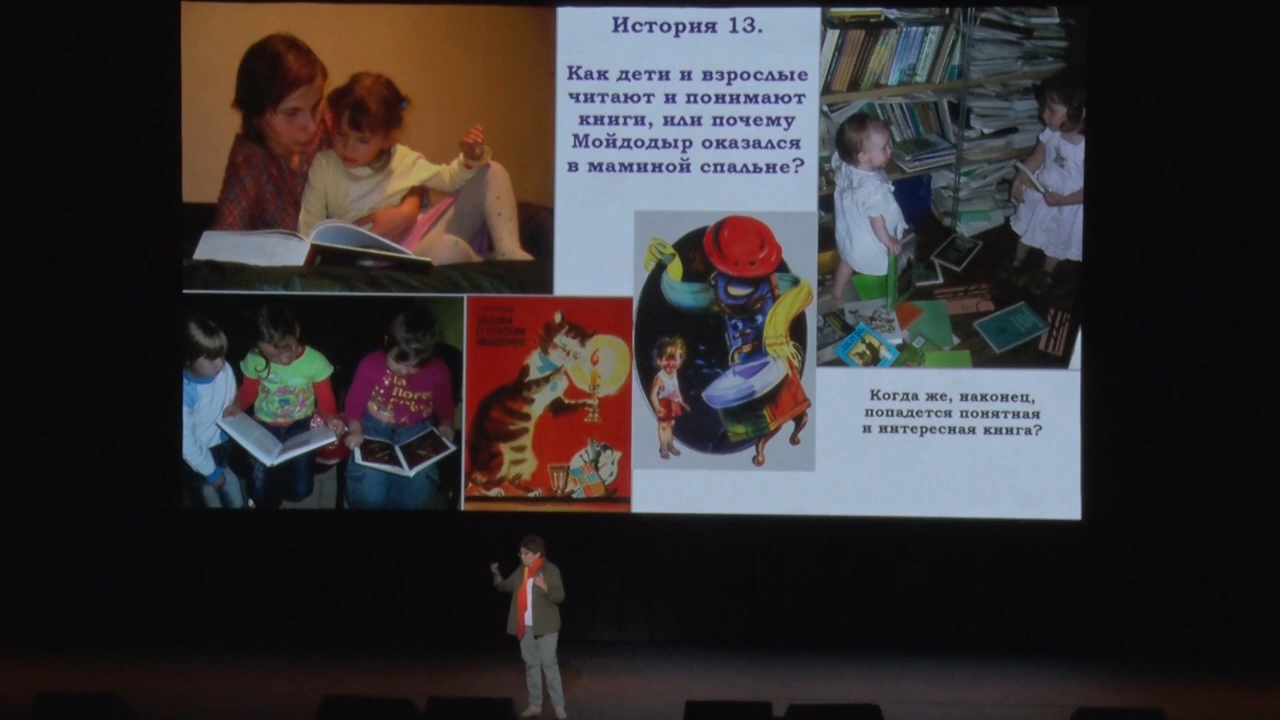 История 13.
Как дети и взрослые
читают и понимают
книги, или почему
Мойдодыр оказался
в маминой спальне?
Когда же, наконец,
попадется понятная
и интересная книга?